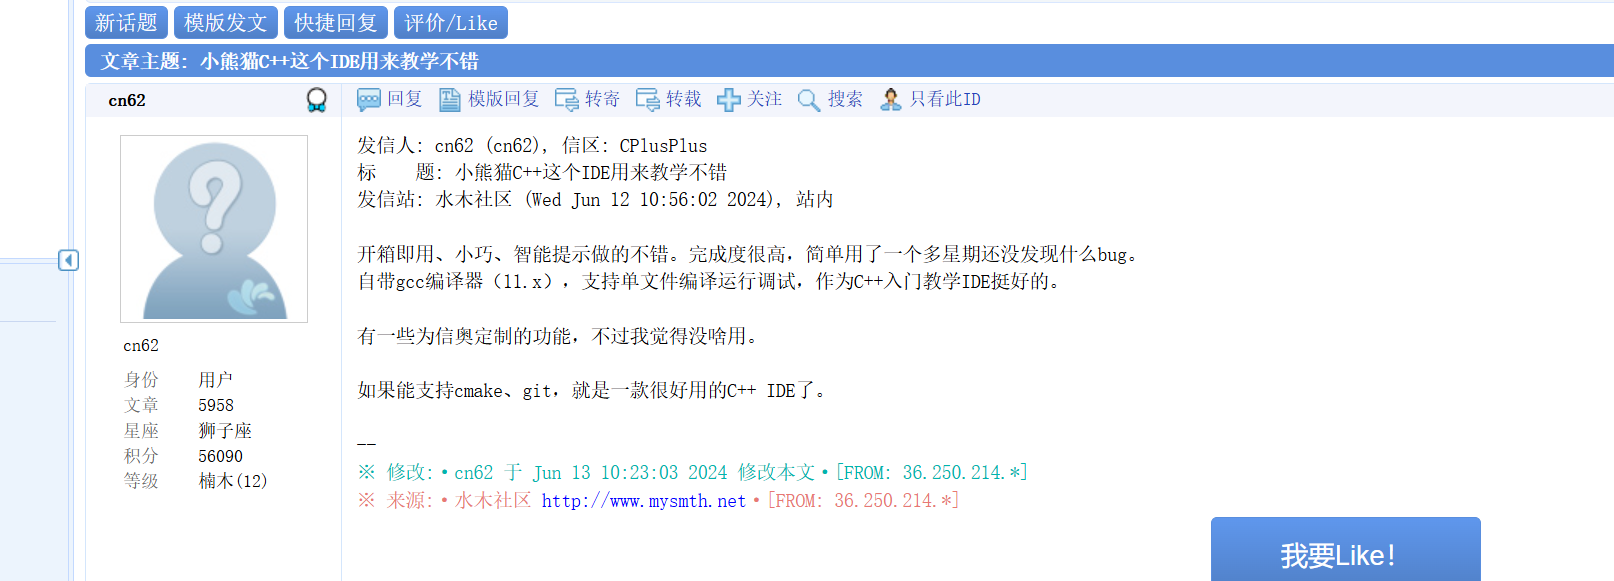 新话题 模版发文 快捷回复 评价/Like
文章主题: 小熊猫C++这个IDE用来教学不错
cn62
回复 模版回复 转寄 转载 关注 搜索 只看此ID
发信人: cn62 (cn62), 信区: CPlusPlus
标　　题: 小熊猫C++这个IDE用来教学不错
发信站: 水木社区 (Wed Jun 12 10:56:02 2024), 站内
开箱即用、小巧、智能提示做的不错。完成度很高，简单用了一个多星期还没发现什么bug。
自带gcc编译器（11.x），支持单文件编译运行调试，作为C++入门教学IDE挺好的。
有一些为信奥定制的功能，不过我觉得没啥用。
如果能支持cmake、git，就是一款很好用的C++ IDE了。
--
※ 修改:·cn62 于 Jun 13 10:23:03 2024 修改本文·[FROM: 36.250.214.*]
※ 来源:·水木社区 http://www.mysmth.net·[FROM: 36.250.214.*]
cn62
身份 用户
文章 5958
星座 狮子座
积分 56090
等级 楠木(12)
我要Like!